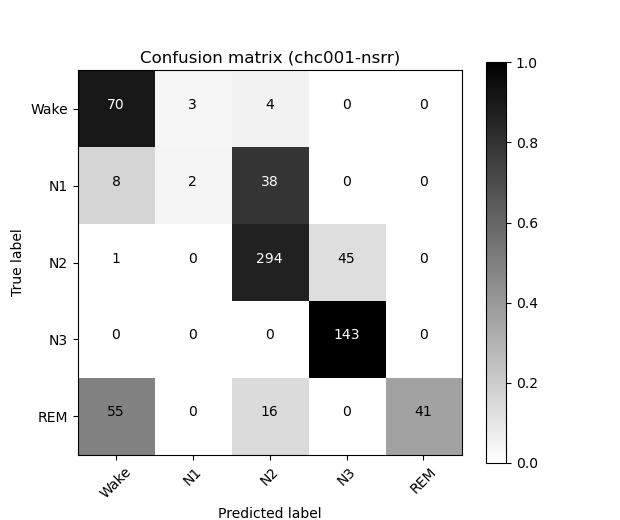 Confusion matrix (chc001-nsrr)
Wake 70 3 4 0 0
N1 8 2 38 0 0
N2 1 0 294 45 0
N3 0 0 0 143 0
REM 55 0 16 0 41
Wake N1 N2 N3 REM
True label
Predicted label
1.0
0.8
0.6
0.4
0.2
0.0